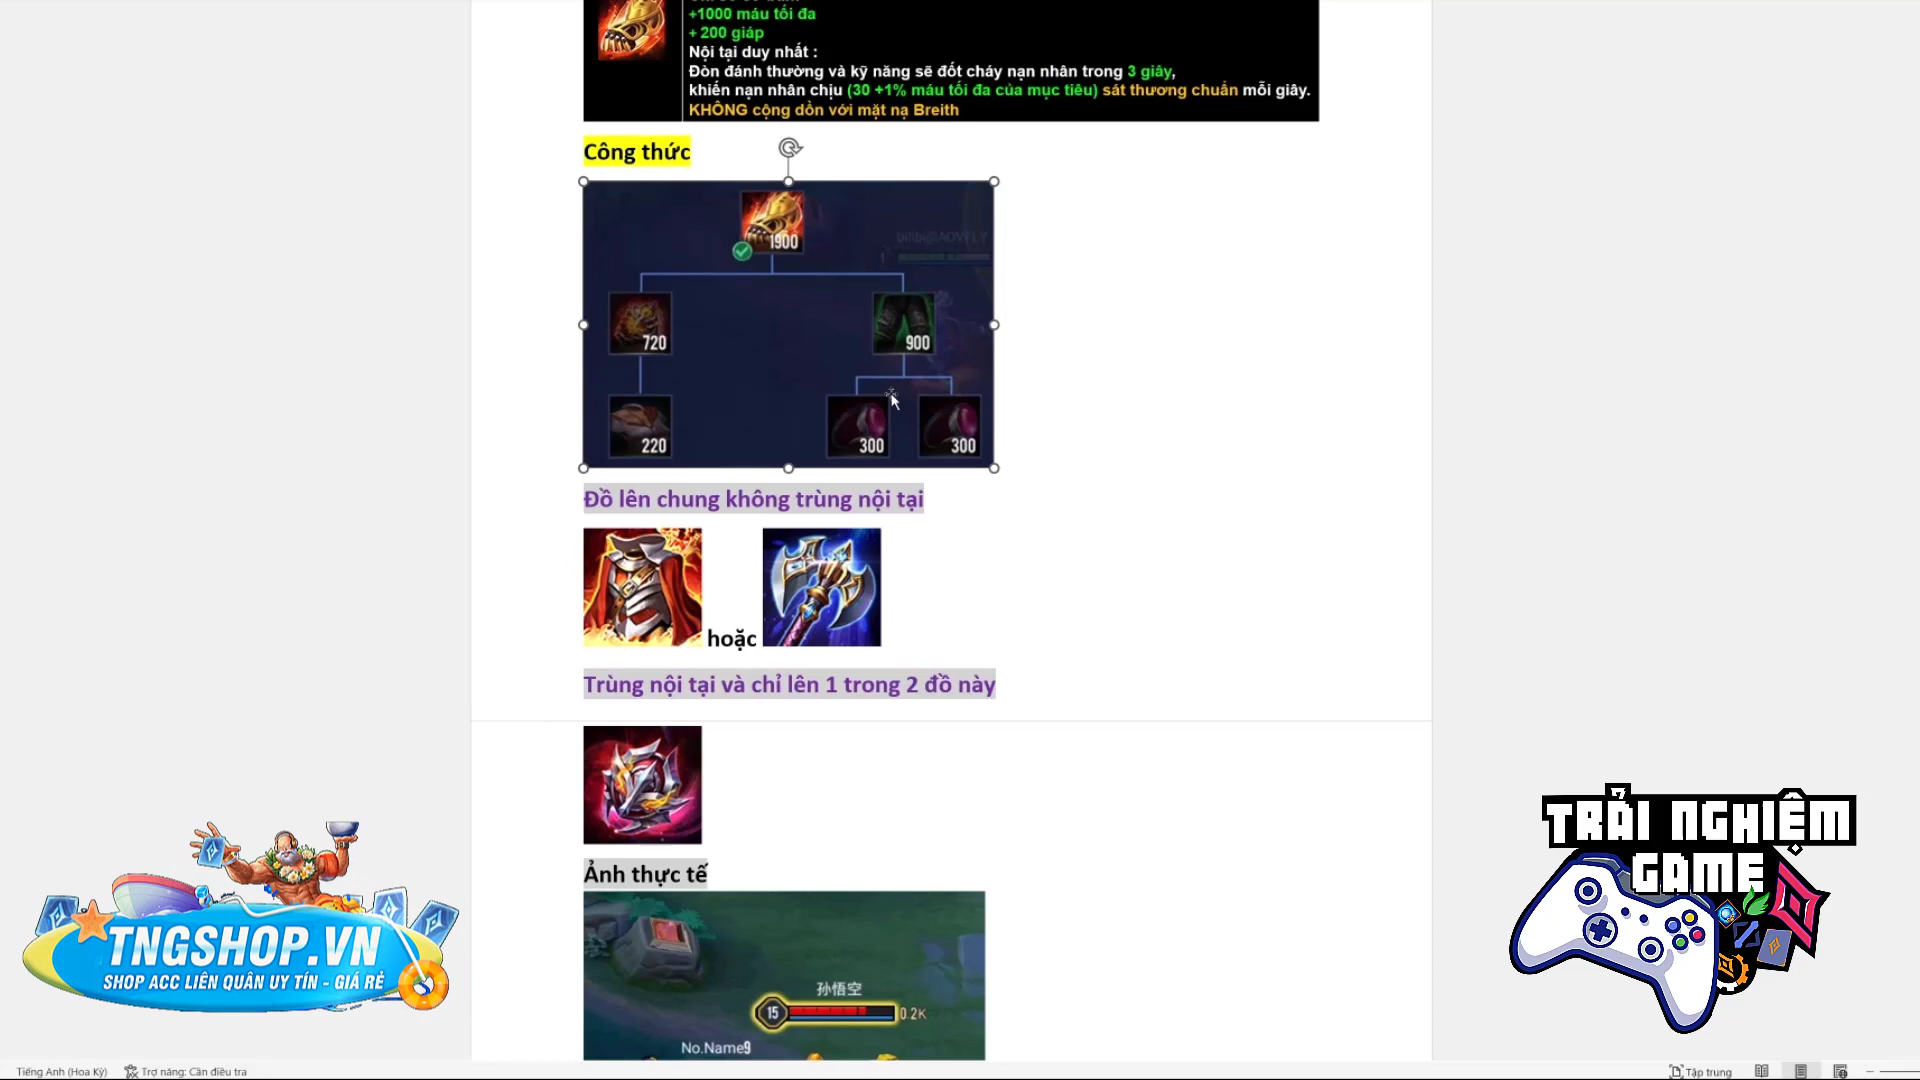 +1000 máu tối đa
+ 200 giáp
Nội tại duy nhất :
Đòn đánh thường và kỹ năng sẽ đốt cháy nạn nhân trong 3 giây,
khiến nạn nhân chịu (30 +1% máu tối đa của mục tiêu) sát thương chuẩn mỗi giây.
KHÔNG cộng dồn với mặt nạ Breith
Công thức
1900
720
900
220
300
300
Đồ lên chung không trùng nội tại
hoặc
Trùng nội tại và chỉ lên 1 trong 2 đồ này
Ảnh thực tế
孙悟空
15
0.2K
No.Name9
TNGSHOP.VN
SHOP ACC LIÊN QUÂN UY TÍN - GIÁ RẺ
TRẢI NGHIỆM
GAME
Tiếng Anh (Hoa Kỳ)
Trợ năng: Cần điều tra
Tập trung